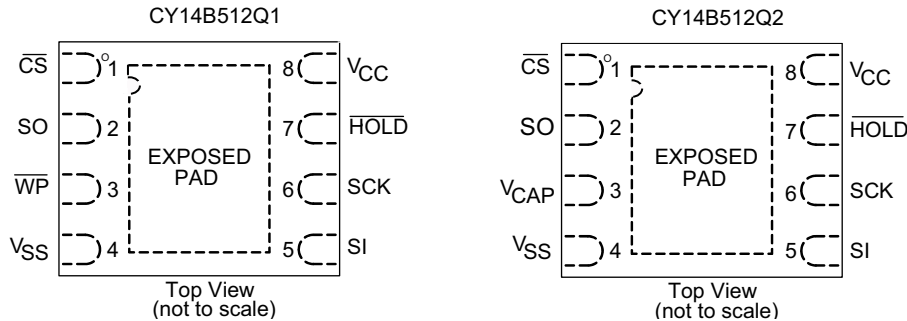 CY14B512Q1
CS 1 8 VCC
SO 2 7 HOLD
EXPOSED
PAD
WP 3 6 SCK
VSS 4 5 SI
Top View
(not to scale)
CY14B512Q2
CS 1 8 VCC
SO 2 7 HOLD
EXPOSED
PAD
VCAP 3 6 SCK
VSS 4 5 SI
Top View
(not to scale)